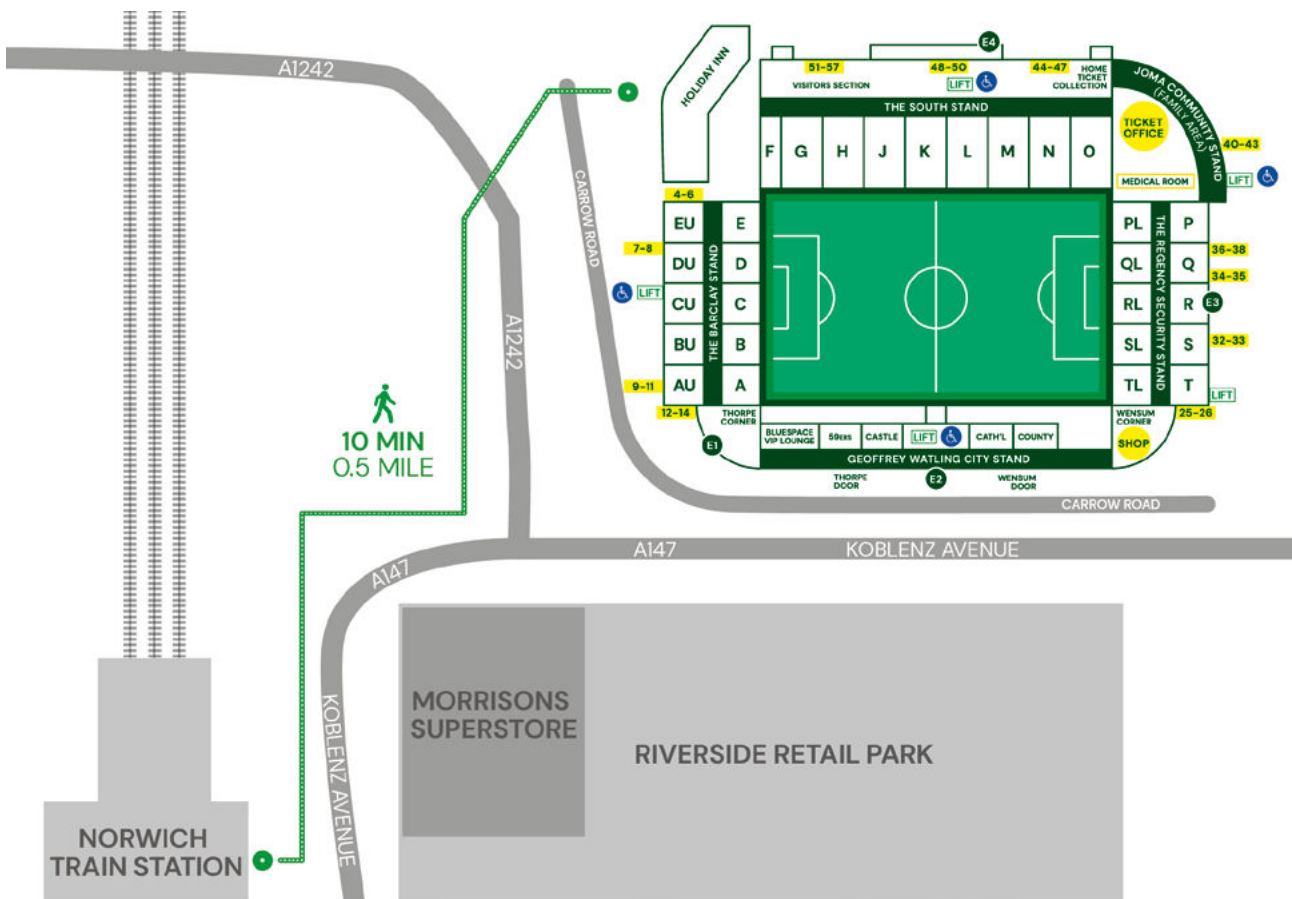 A1242
HOLIDAY INN
E4
51-57
48-50
44-47
VISITORS SECTION
LIFT
HOME
TICKET
COLLECTION
THE SOUTH STAND
JOMA COMMUNITY STAND
(FAMILY AREA)
TICKET
OFFICE
F G H J K L M N O
40-43
LIFT
MEDICAL ROOM
CARROW ROAD
4-6
EU E
7-8
DU D
LIFT
CU C
BU B
9-11
AU A
12-14
THE BARCLAY STAND
PL P
QL Q
RL R
SL S
TL T
THE REGENCY SECURITY STAND
36-38
34-35
E3
32-33
LIFT
25-26
THORPE
CORNER
E1
BLUESPACE
VIP LOUNGE
59ERS
CASTLE
LIFT
CATH'L
COUNTY
WENSUM
CORNER
SHOP
GEOFFREY WATLING CITY STAND
THORPE
DOOR
E2
WENSUM
DOOR
CARROW ROAD
A1242
10 MIN
0.5 MILE
A147
KOBLENZ AVENUE
A147
KOBLENZ AVENUE
MORRISONS
SUPERSTORE
RIVERSIDE RETAIL PARK
NORWICH
TRAIN STATION